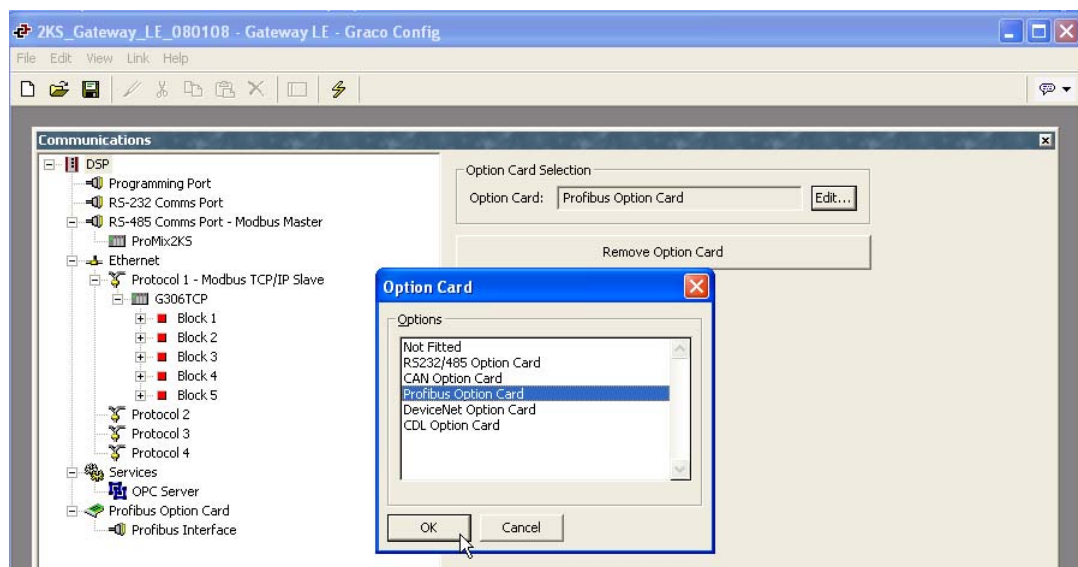 2KS_Gateway_LE_080108 - Gateway LE - Graco Config
File Edit View Link Help
Communications
DSP
Programming Port
RS-232 Comms Port
RS-485 Comms Port - Modbus Master
ProMix2KS
Ethernet
Protocol 1 - Modbus TCP/IP Slave
G306TCP
Block 1
Block 2
Block 3
Block 4
Block 5
Protocol 2
Protocol 3
Protocol 4
Services
OPC Server
Profibus Option Card
Profibus Interface
Option Card Selection
Option Card: Profibus Option Card Edit...
Remove Option Card
Option Card
Options
Not Fitted
RS232/485 Option Card
CAN Option Card
Profibus Option Card
DeviceNet Option Card
CDL Option Card
OK Cancel